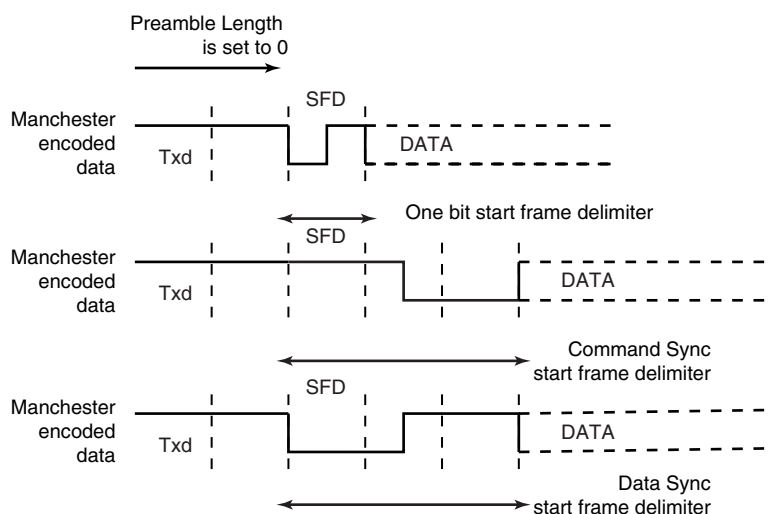 Preamble Length
is set to 0
SFD
Manchester
encoded
data
Txd
DATA
One bit start frame delimiter
SFD
Manchester
encoded
data
Txd
DATA
Command Sync
start frame delimiter
SFD
Manchester
encoded
data
Txd
DATA
Data Sync
start frame delimiter